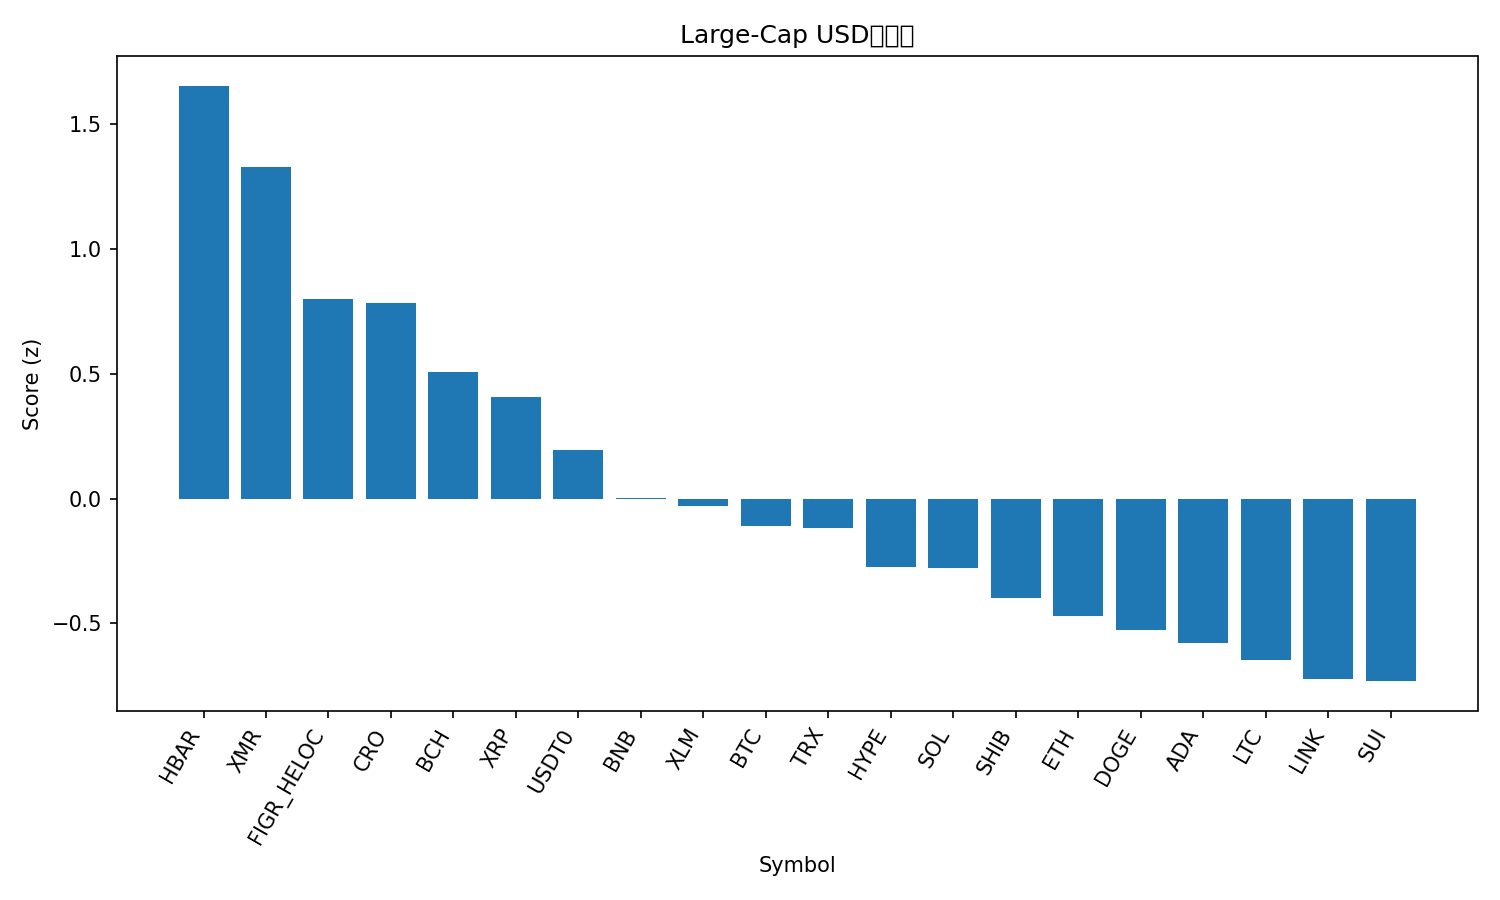 Large-Cap USD
Score (z)
1.5
1.0
0.5
0.0
−0.5
HBAR
XMR
FIGR_HELOC
CRO
BCH
XRP
USDT0
BNB
XLM
BTC
TRX
HYPE
SOL
SHIB
ETH
DOGE
ADA
LTC
LINK
SUI
Symbol